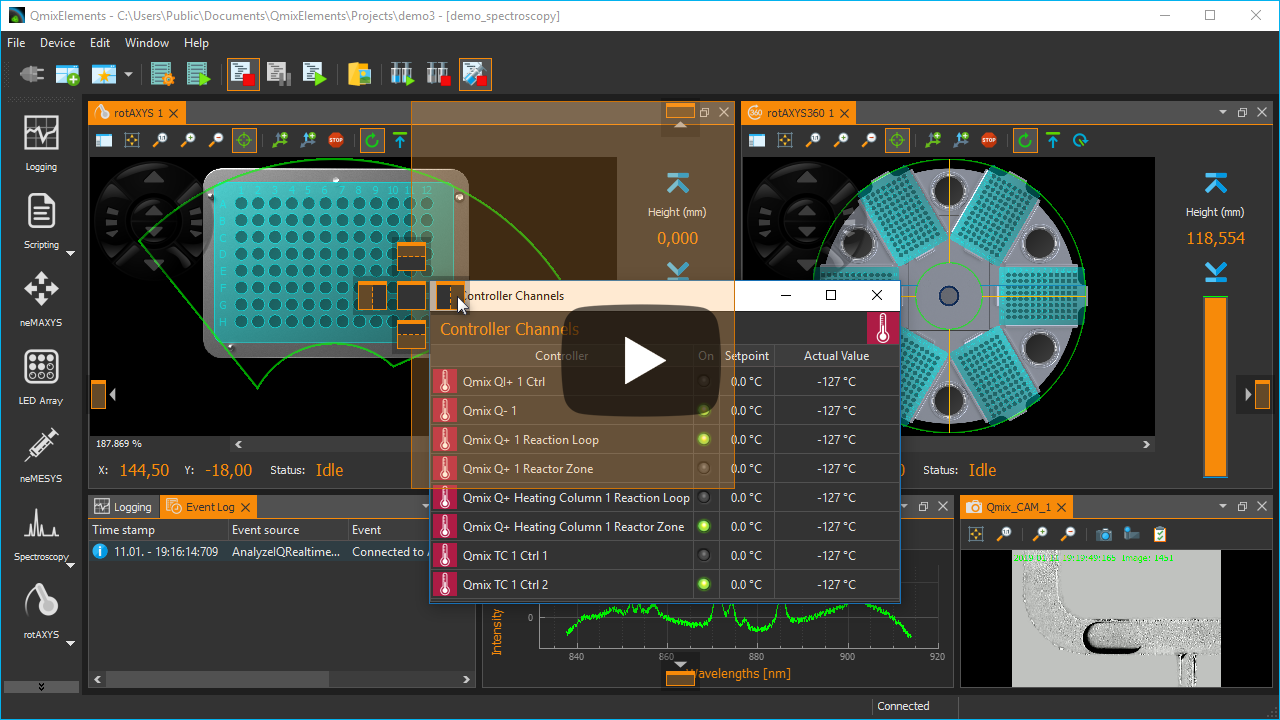 QmixElements - C:\Users\Public\Documents\QmixElements\Projects\demo3 - [demo_spectroscopy]
File Device Edit Window Help
rotAXYS 1
rotAXYS360 1
STOP
STOP
Logging
Scripting
neMAXYS
LED Array
neMESYS
Spectroscopy
rotAXYS
1 2 3 4 5 6 7 8 9 10 11 12
Height (mm)
0,000
Height (mm)
118,554
187.869 %
X: 144,50 Y: -18,00 Status: Idle
Status: Idle
Controller Channels
Controller Channels
Controller On Setpoint Actual Value
Qmix QI+ 1 Ctrl 0.0 °C -127 °C
Qmix Q- 1 0.0 °C -127 °C
Qmix Q+ 1 Reaction Loop 0.0 °C -127 °C
Qmix Q+ 1 Reactor Zone 0.0 °C -127 °C
Qmix Q+ Heating Column 1 Reaction Loop 0.0 °C -127 °C
Qmix Q+ Heating Column 1 Reactor Zone 0.0 °C -127 °C
Qmix TC 1 Ctrl 1 0.0 °C -127 °C
Qmix TC 1 Ctrl 2 0.0 °C -127 °C
Logging Event Log
Time stamp Event source Event
11.01. - 19:16:14:709 AnalyzeIQRealtime... Connected to
Intensity
0
840 860 880 900 920
Wavelengths [nm]
Qmix_CAM_1
Image: 1451
Connected